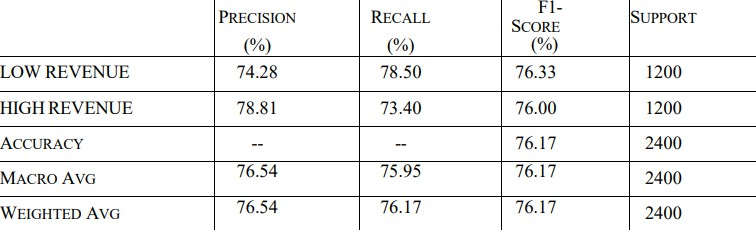 PRECISION (%) RECALL (%) F1-SCORE (%) SUPPORT
LOW REVENUE 74.28 78.50 76.33 1200
HIGH REVENUE 78.81 73.40 76.00 1200
ACCURACY -- -- 76.17 2400
MACRO AVG 76.54 75.95 76.17 2400
WEIGHTED AVG 76.54 76.17 76.17 2400